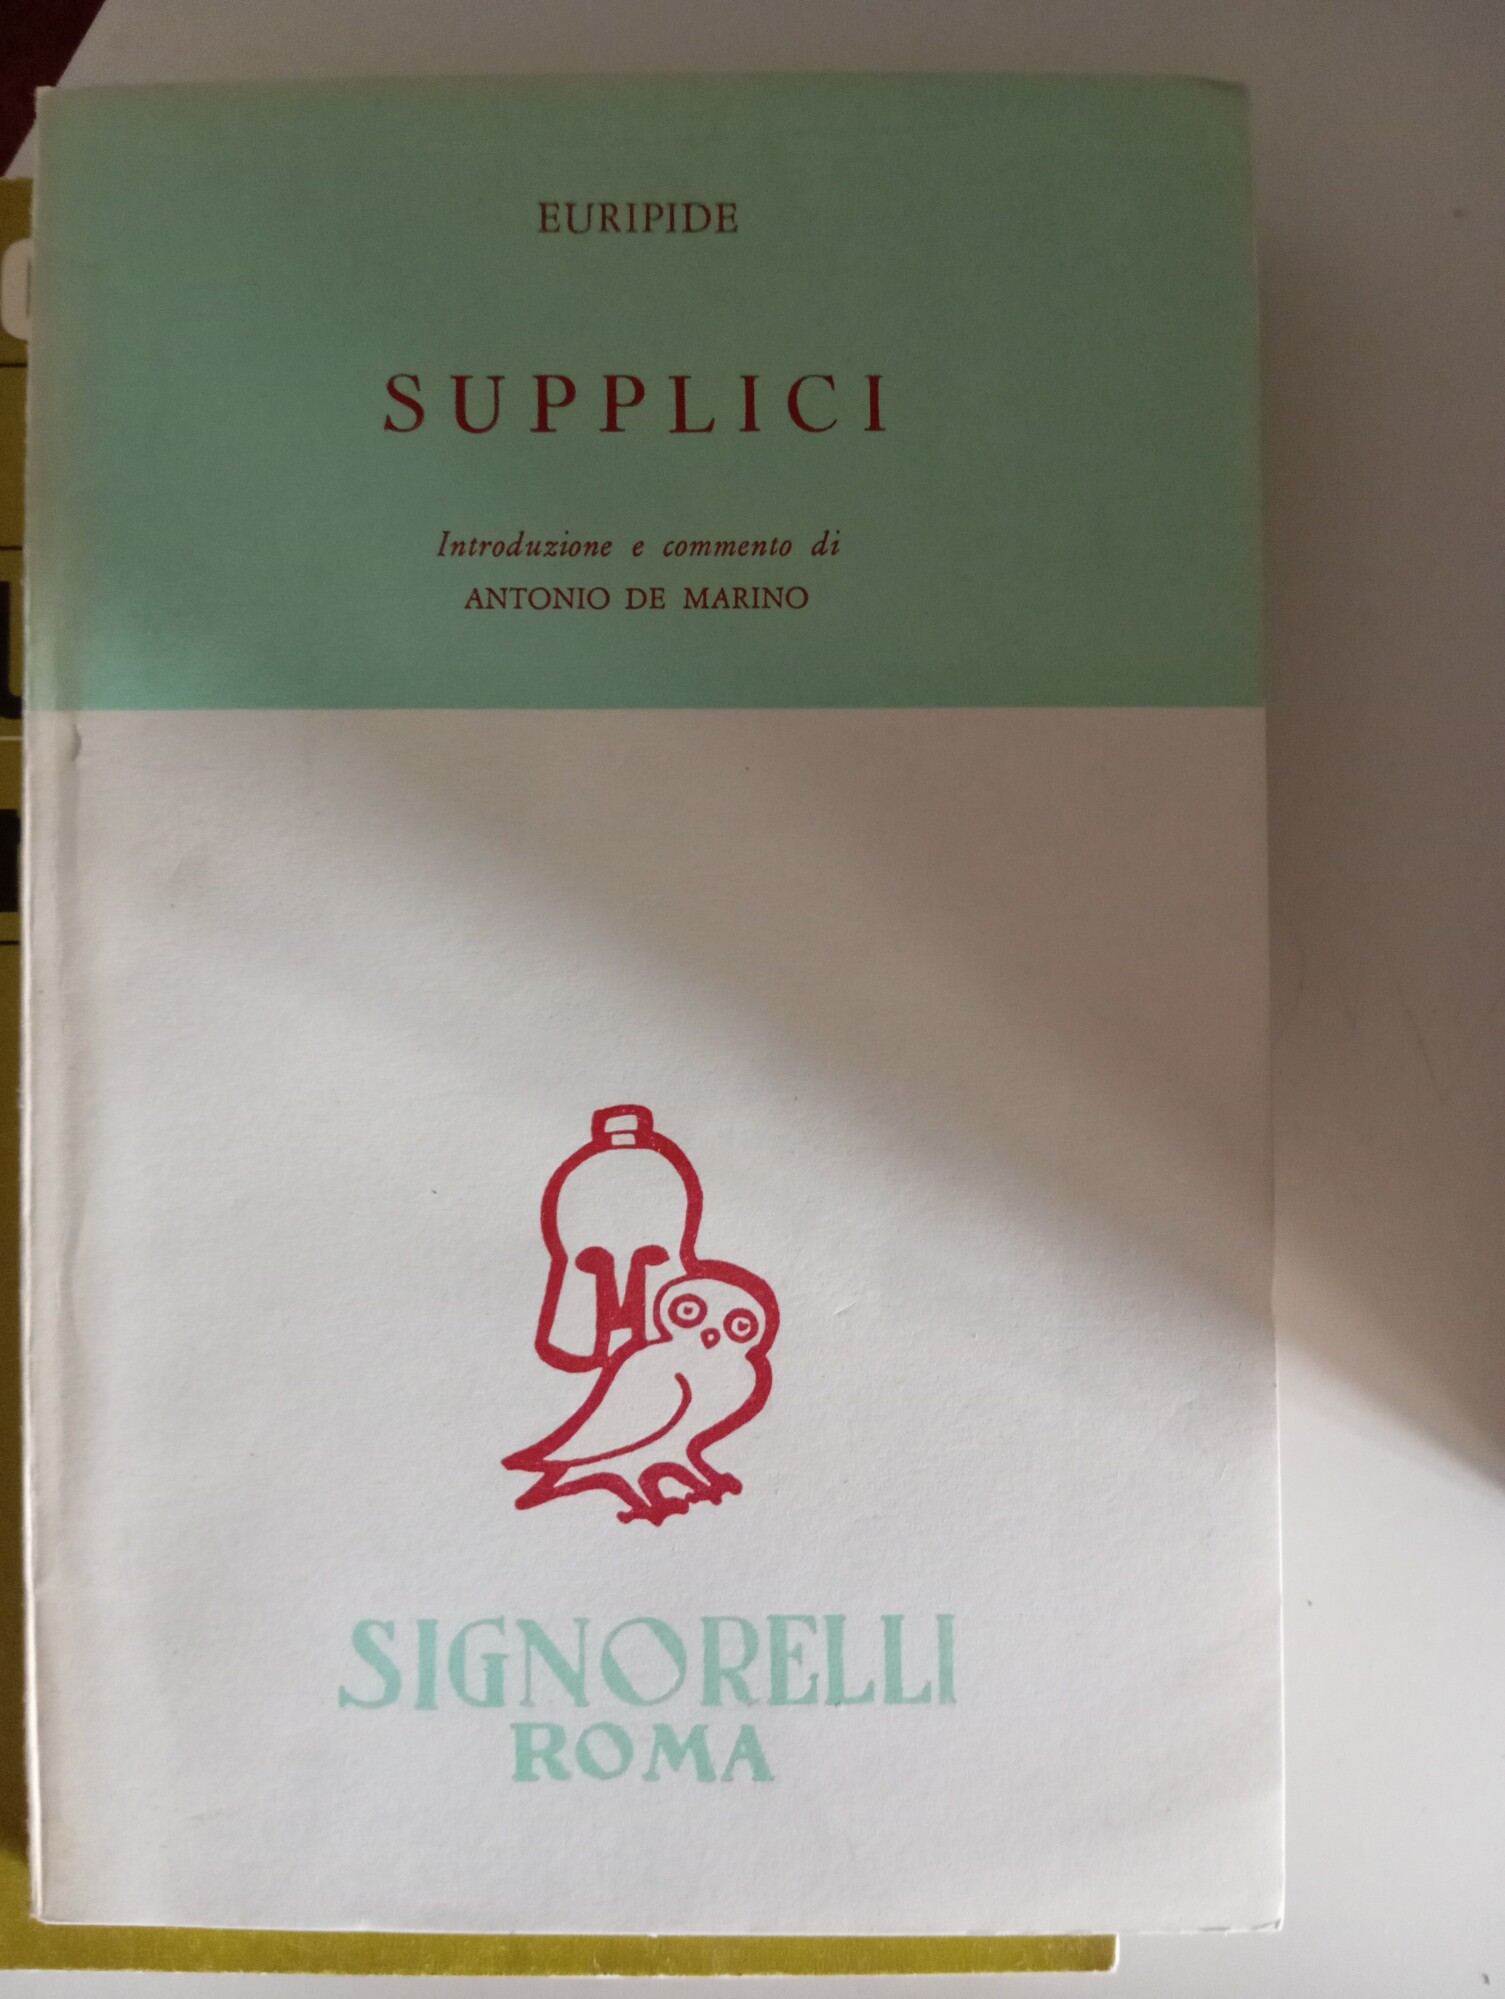 EURIPIDE
SUPPLICI
Introduzione e commento di
ANTONIO DE MARINO
SIGNORELLI
ROMA